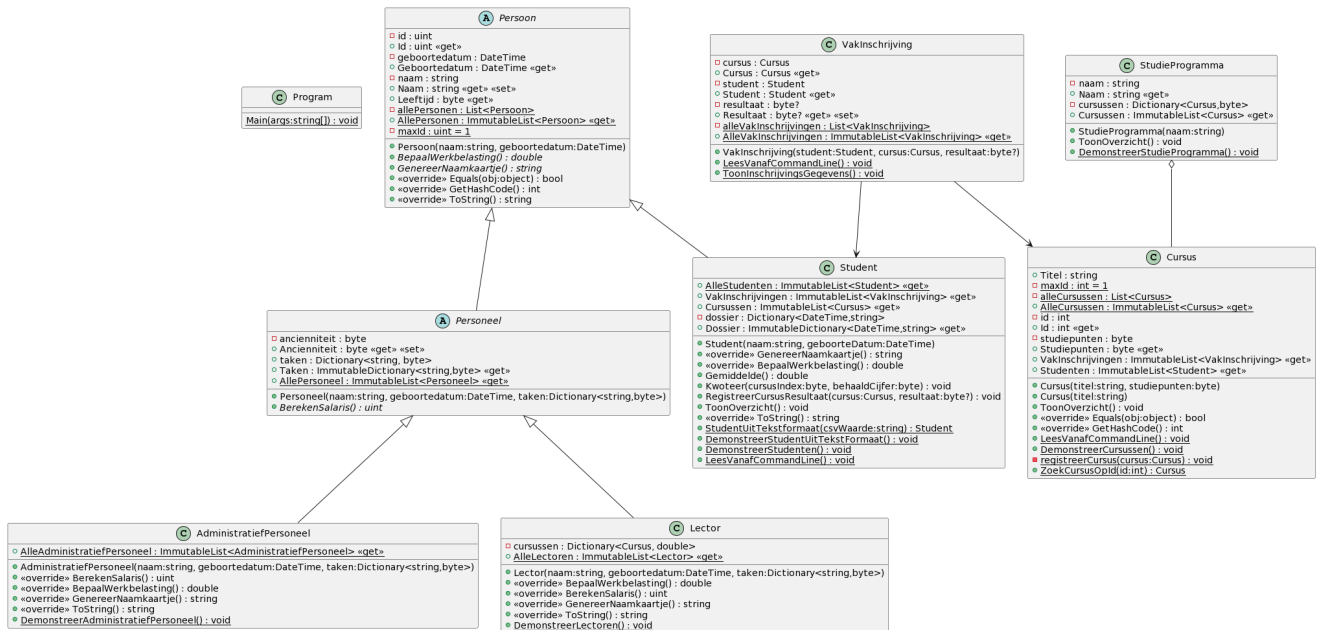 A Persoon
id : uint
Id : uint «get»
geboortedatum : DateTime
Geboortedatum : DateTime «get»
naam : string
Naam : string «get» «set»
Leeftijd : byte «get»
allePersonen : List<Persoon>
AllePersonen : ImmutableList<Persoon> «get»
maxId : uint = 1
Persoon(naam:string, geboortedatum:DateTime)
BepaalWerkbelasting() : double
GenereerNaamkaartje() : string
«override» Equals(obj:object) : bool
«override» GetHashCode() : int
«override» ToString() : string
C Program
Main(args:string[]) : void
C VakInschrijving
cursus : Cursus
Cursus : Cursus «get»
student : Student
Student : Student «get»
resultaat : byte?
Resultaat : byte? «get» «set»
alleVakInschrijvingen : List<VakInschrijving>
AlleVakInschrijvingen : ImmutableList<VakInschrijving> «get»
VakInschrijving(student:Student, cursus:Cursus, resultaat:byte?)
LeesVanafCommandLine() : void
ToonInschrijvingsGegevens() : void
C StudieProgramma
naam : string
Naam : string «get»
cursussen : Dictionary<Cursus,byte>
Cursussen : ImmutableList<Cursus> «get»
StudieProgramma(naam:string)
ToonOverzicht() : void
DemonstreerStudieProgramma() : void
A Personeel
ancienniteit : byte
Ancienniteit : byte «get» «set»
taken : Dictionary<string, byte>
Taken : ImmutableDictionary<string,byte> «get»
AllePersoneel : ImmutableList<Personeel> «get»
Personeel(naam:string, geboortedatum:DateTime, taken:Dictionary<string,byte>)
BerekenSalaris() : uint
C Student
AlleStudenten : ImmutableList<Student> «get»
VakInschrijvingen : ImmutableList<VakInschrijving> «get»
Cursussen : ImmutableList<Cursus> «get»
dossier : Dictionary<DateTime,string>
Dossier : ImmutableDictionary<DateTime,string> «get»
Student(naam:string, geboorteDatum:DateTime)
«override» GenereerNaamkaartje() : string
«override» BepaalWerkbelasting() : double
Gemiddelde() : double
Kwoteer(cursusIndex:byte, behaaldCijfer:byte) : void
RegistreerCursusResultaat(cursus:Cursus, resultaat:byte?) : void
ToonOverzicht() : void
«override» ToString() : string
StudentUitTekstformaat(csvWaarde:string) : Student
DemonstreerStudentUitTekstFormaat() : void
DemonstreerStudenten() : void
LeesVanafCommandLine() : void
C Cursus
Titel : string
maxId : int = 1
alleCursussen : List<Cursus>
AlleCursussen : ImmutableList<Cursus> «get»
id : int
Id : int «get»
studiepunten : byte
Studiepunten : byte «get»
VakInschrijvingen : ImmutableList<VakInschrijving> «get»
Studenten : ImmutableList<Student> «get»
Cursus(titel:string, studiepunten:byte)
Cursus(titel:string)
ToonOverzicht() : void
«override» Equals(obj:object) : bool
«override» GetHashCode() : int
LeesVanafCommandLine() : void
DemonstreerCursussen() : void
registreerCursus(cursus:Cursus) : void
ZoekCursusOpId(id:int) : Cursus
C AdministratiefPersoneel
AlleAdministratiefPersoneel : ImmutableList<AdministratiefPersoneel> «get»
AdministratiefPersoneel(naam:string, geboortedatum:DateTime, taken:Dictionary<string,byte>)
«override» BerekenSalaris() : uint
«override» BepaalWerkbelasting() : double
«override» GenereerNaamkaartje() : string
«override» ToString() : string
DemonstreerAdministratiefPersoneel() : void
C Lector
cursussen : Dictionary<Cursus, double>
AlleLectoren : ImmutableList<Lector> «get»
Lector(naam:string, geboortedatum:DateTime, taken:Dictionary<string,byte>)
«override» BepaalWerkbelasting() : double
«override» BerekenSalaris() : uint
«override» GenereerNaamkaartje() : string
«override» ToString() : string
DemonstreerLectoren() : void